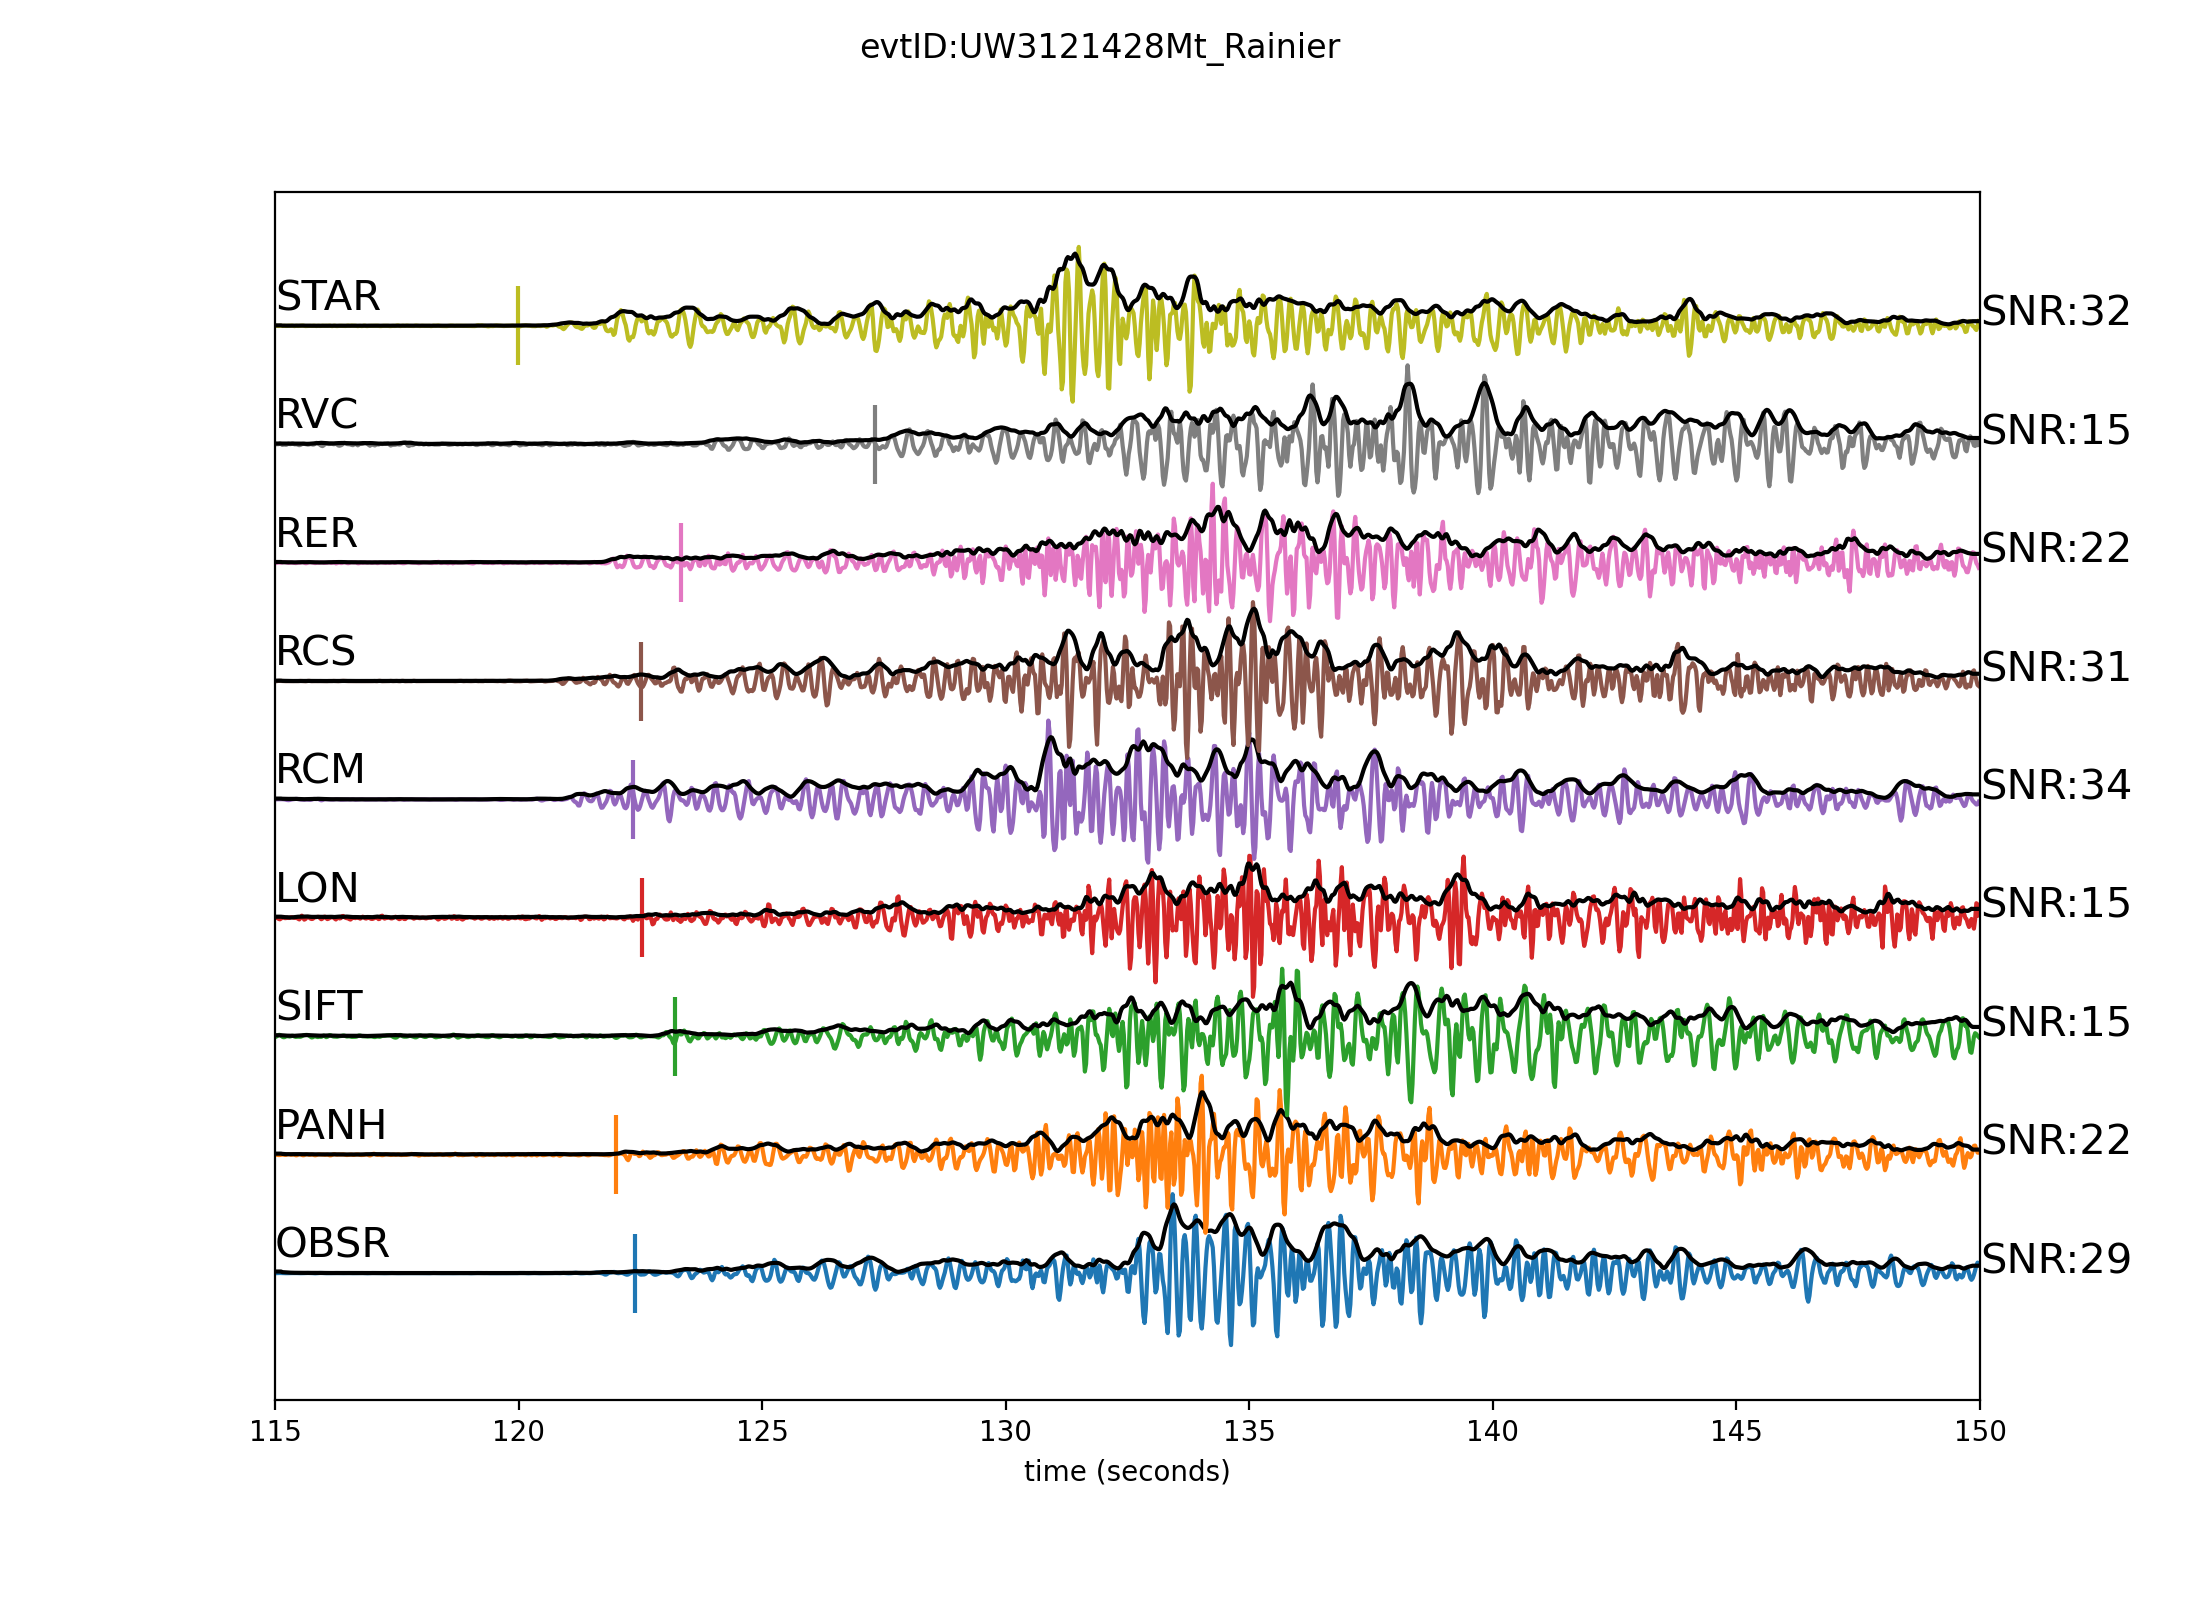 evtID:UW3121428Mt_Rainier
STAR SNR:32
RVC SNR:15
RER SNR:22
RCS SNR:31
RCM SNR:34
LON SNR:15
SIFT SNR:15
PANH SNR:22
OBSR SNR:29
115 120 125 130 135 140 145 150
time (seconds)